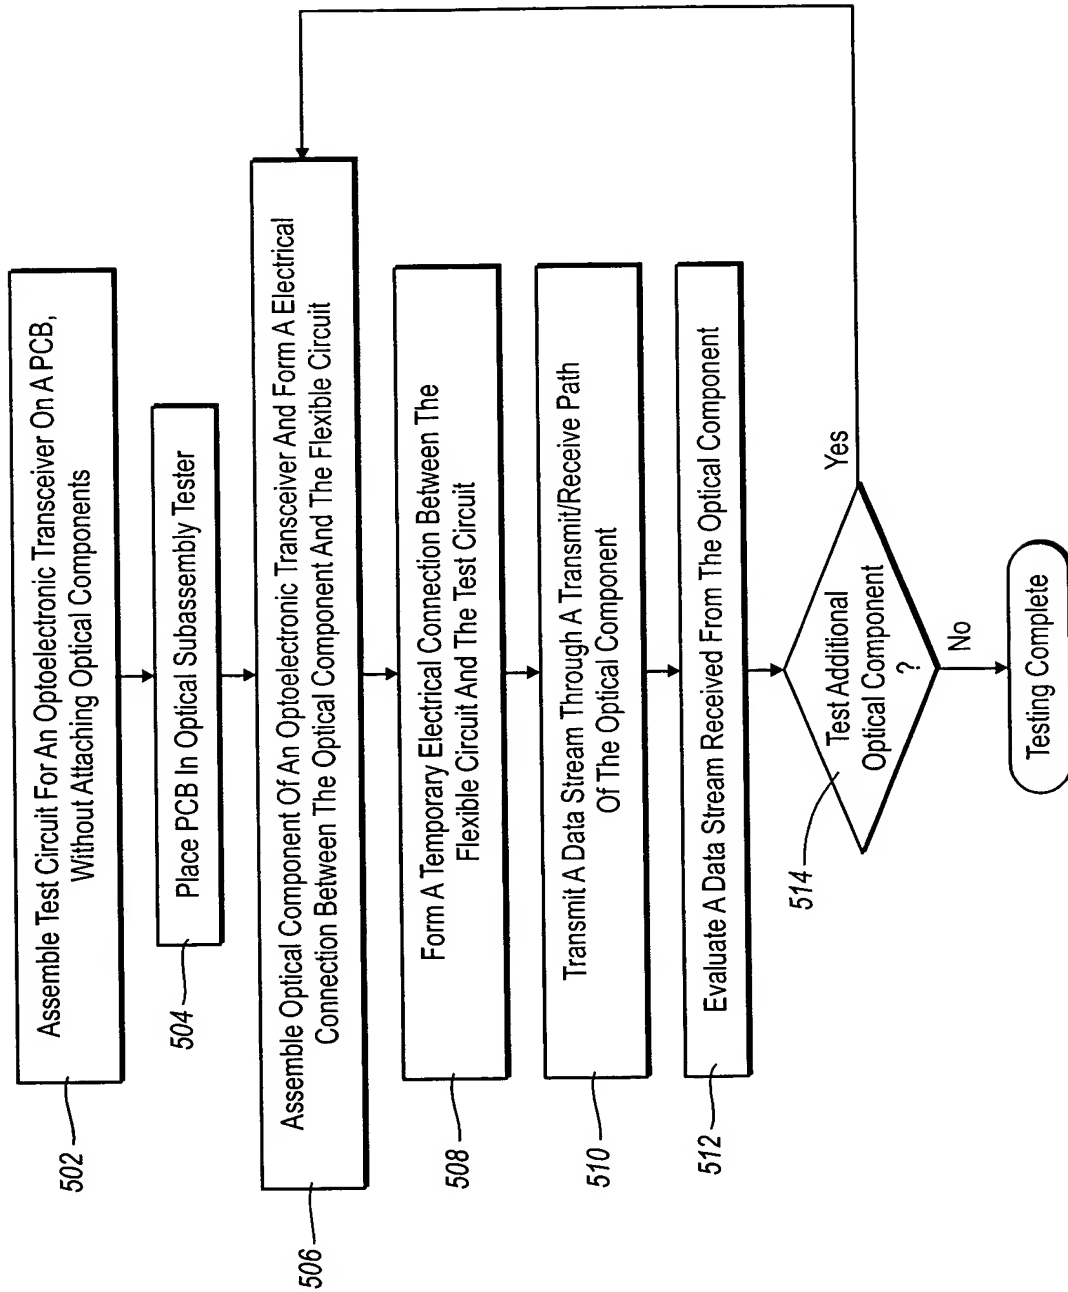 502
Assemble Test Circuit For An Optoelectronic Transceiver On A PCB,
Without Attaching Optical Components
504
Place PCB In Optical Subassembly Tester
506
Assemble Optical Component Of An Optoelectronic Transceiver And Form A Electrical
Connection Between The Optical Component And The Flexible Circuit
508
Form A Temporary Electrical Connection Between The
Flexible Circuit And The Test Circuit
510
Transmit A Data Stream Through A Transmit/Receive Path
Of The Optical Component
512
Evaluate A Data Stream Received From The Optical Component
514
Test Additional
Optical Component
?
Yes
No
Testing Complete